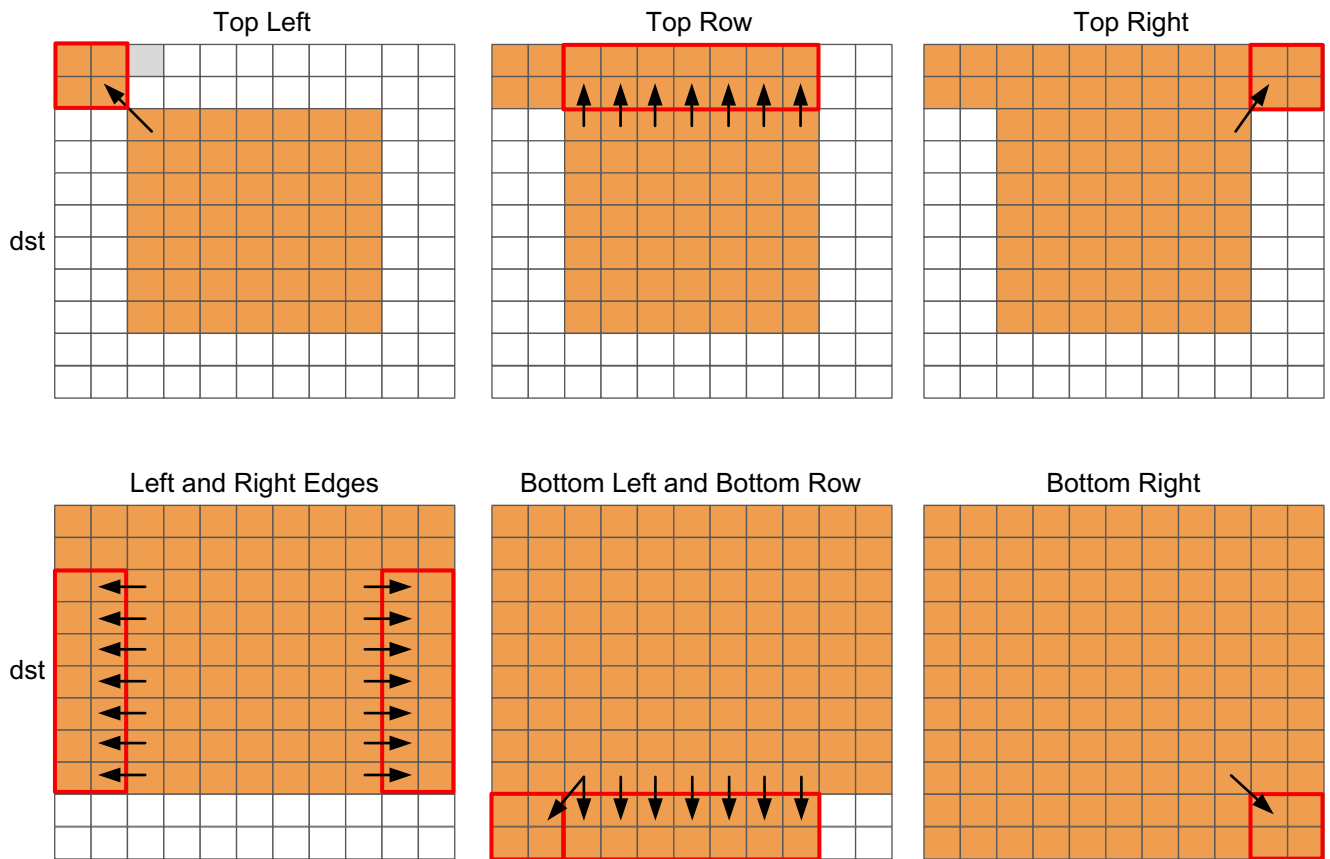 Top Left
Top Row
Top Right
dst
Left and Right Edges
Bottom Left and Bottom Row
Bottom Right
dst